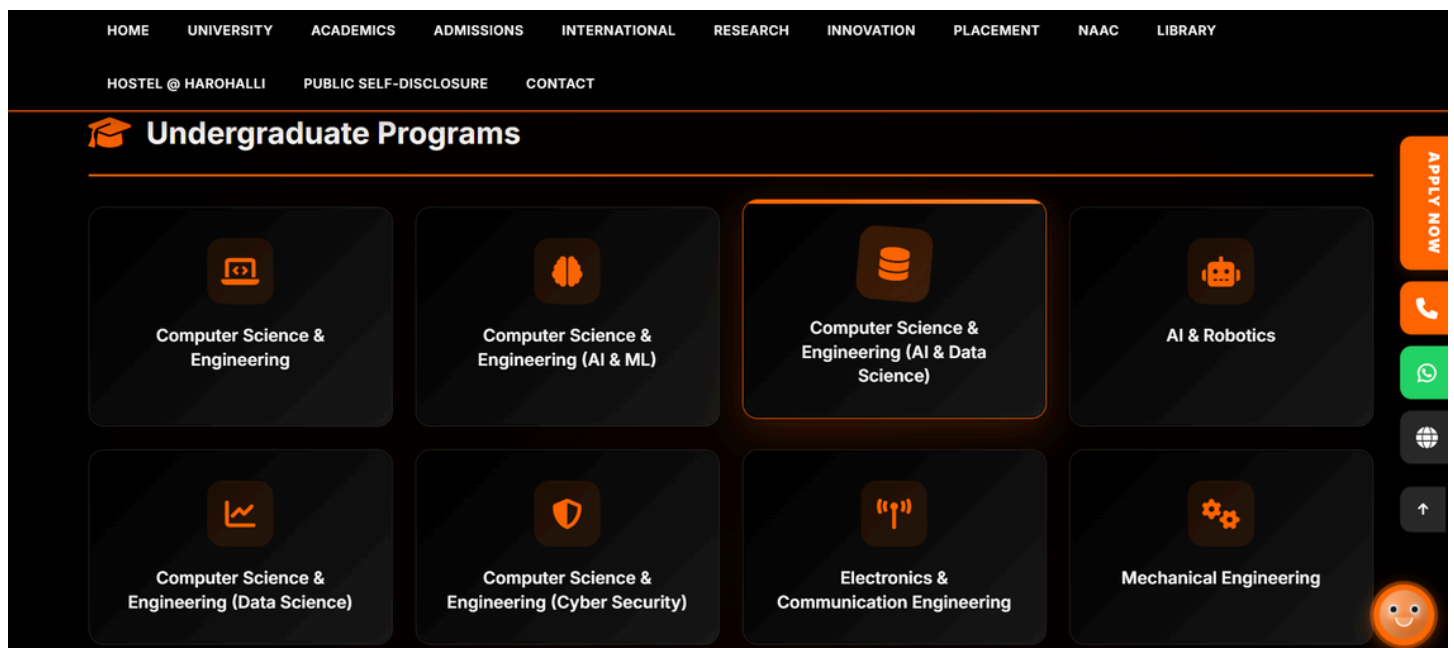 HOME UNIVERSITY ACADEMICS ADMISSIONS INTERNATIONAL RESEARCH INNOVATION PLACEMENT NAAC LIBRARY
HOSTEL @ HAROHALLI PUBLIC SELF-DISCLOSURE CONTACT
Undergraduate Programs
APPLY NOW
Computer Science &
Engineering
Computer Science &
Engineering (AI & ML)
Computer Science &
Engineering (AI & Data
Science)
AI & Robotics
Computer Science &
Engineering (Data Science)
Computer Science &
Engineering (Cyber Security)
Electronics &
Communication Engineering
Mechanical Engineering